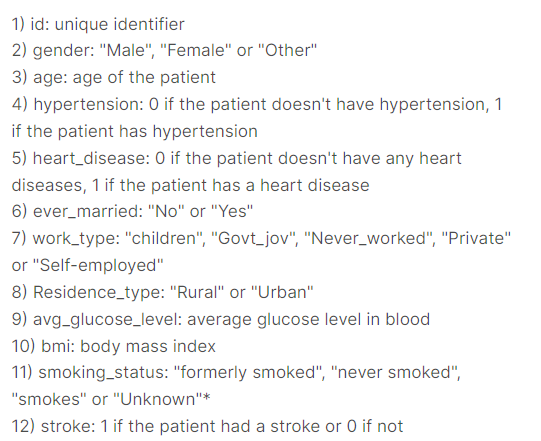 1) id: unique identifier
2) gender: "Male", "Female" or "Other"
3) age: age of the patient
4) hypertension: 0 if the patient doesn't have hypertension, 1
if the patient has hypertension
5) heart_disease: 0 if the patient doesn't have any heart
diseases, 1 if the patient has a heart disease
6) ever_married: "No" or "Yes"
7) work_type: "children", "Govt_jov", "Never_worked", "Private"
or "Self-employed"
8) Residence_type: "Rural" or "Urban"
9) avg_glucose_level: average glucose level in blood
10) bmi: body mass index
11) smoking_status: "formerly smoked", "never smoked",
"smokes" or "Unknown"*
12) stroke: 1 if the patient had a stroke or 0 if not